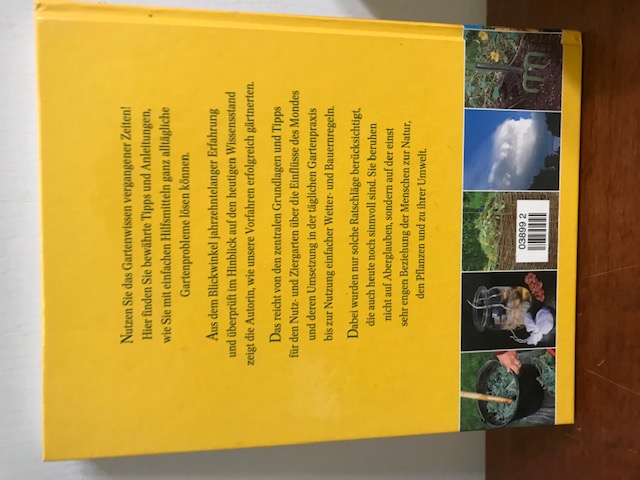 Nutzen Sie das Gartenwissen vergangener Zeiten!
Hier finden Sie bewährte Tipps und Anleitungen,
wie Sie mit einfachen Hilfsmitteln ganz alltägliche
Gartenprobleme lösen können.
Aus dem Blickwinkel jahrzehntelanger Erfahrung
und überprüft im Hinblick auf den heutigen Wissensstand
zeigt die Autorin, wie unsere Vorfahren erfolgreich gärtnerten.
Das reicht von den zentralen Grundlagen und Tipps
für den Nutz- und Ziergarten über die Einflüsse des Mondes
und deren Umsetzung in der täglichen Gartenpraxis
bis zur Nutzung einfacher Wetter- und Bauernregeln.
Dabei wurden nur solche Ratschläge berücksichtigt,
die auch heute noch sinnvoll sind. Sie beruhen
nicht auf Aberglauben, sondern auf der einst
sehr engen Beziehung der Menschen zur Natur,
den Pflanzen und zu ihrer Umwelt.
03899 2